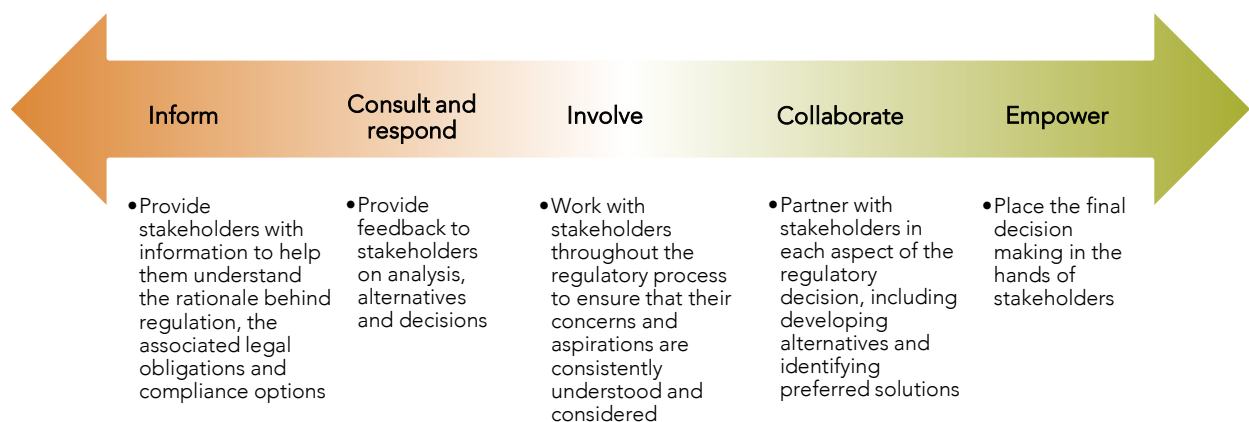 Inform
Consult and
respond
Involve
Collaborate
Empower
•Provide
stakeholders with
information to help
them understand
the rationale behind
regulation, the
associated legal
obligations and
compliance options
•Provide
feedback to
stakeholders
on analysis,
alternatives
and decisions
•Work with
stakeholders
throughout the
regulatory process
to ensure that their
concerns and
aspirations are
consistently
understood and
considered
•Partner with
stakeholders in
each aspect of the
regulatory
decision, including
developing
alternatives and
identifying
preferred solutions
•Place the final
decision
making in the
hands of
stakeholders